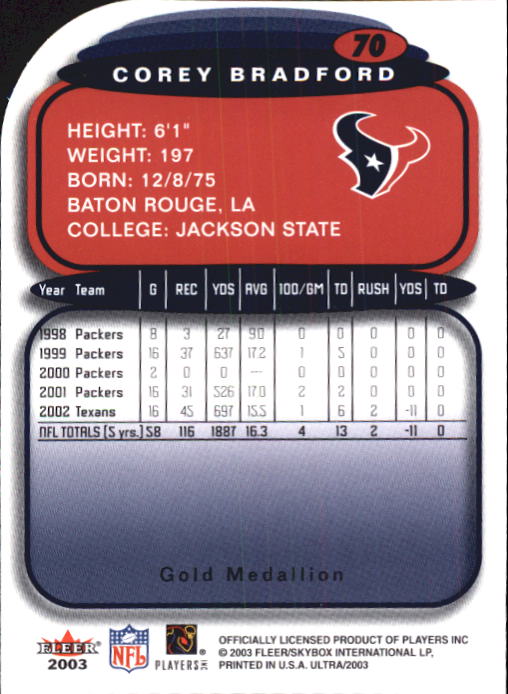 70
COREY BRADFORD
HEIGHT: 6'1"
WEIGHT: 197
BORN: 12/8/75
BATON ROUGE, LA
COLLEGE: JACKSON STATE
Year Team G REC YDS AVG 100/GM TD RUSH YDS TD
1998 Packers 8 3 27 9.0 0 0 0 0 0
1999 Packers 16 37 637 17.2 1 5 0 0 0
2000 Packers 2 0 0 --- 0 0 0 0 0
2001 Packers 16 31 526 17.0 2 2 0 0 0
2002 Texans 16 45 697 15.5 1 6 2 -11 0
NFL TOTALS (5 yrs.) 58 116 1887 16.3 4 13 2 -11 0
Gold Medallion
FLEER
2003
NFL
PLAYERS INC
OFFICIALLY LICENSED PRODUCT OF PLAYERS INC
© 2003 FLEER/SKYBOX INTERNATIONAL LP,
PRINTED IN U.S.A. ULTRA/2003